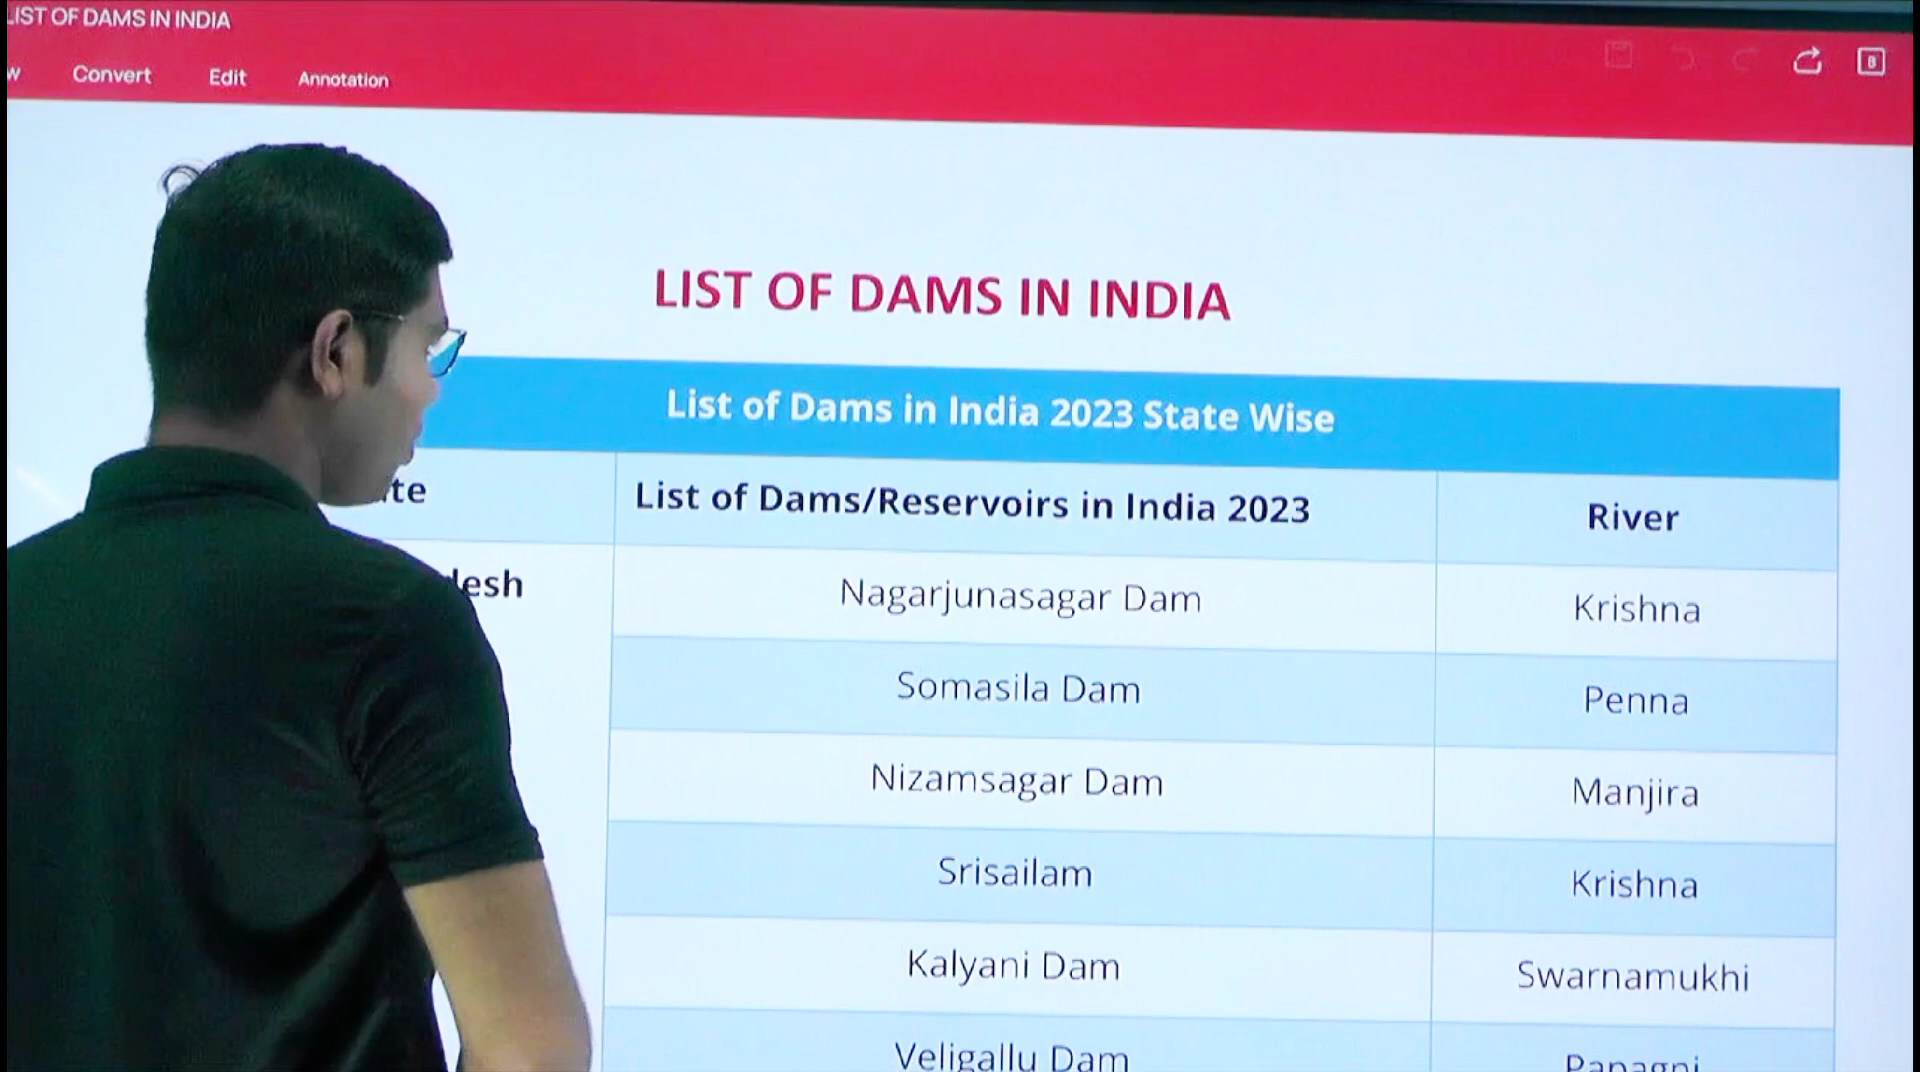 LIST OF DAMS IN INDIA
w Convert Edit Annotation
LIST OF DAMS IN INDIA
List of Dams in India 2023 State Wise
te List of Dams/Reservoirs in India 2023 River
desh Nagarjunasagar Dam Krishna
Somasila Dam Penna
Nizamsagar Dam Manjira
Srisailam Krishna
Kalyani Dam Swarnamukhi
Veligallu Dam Papagni